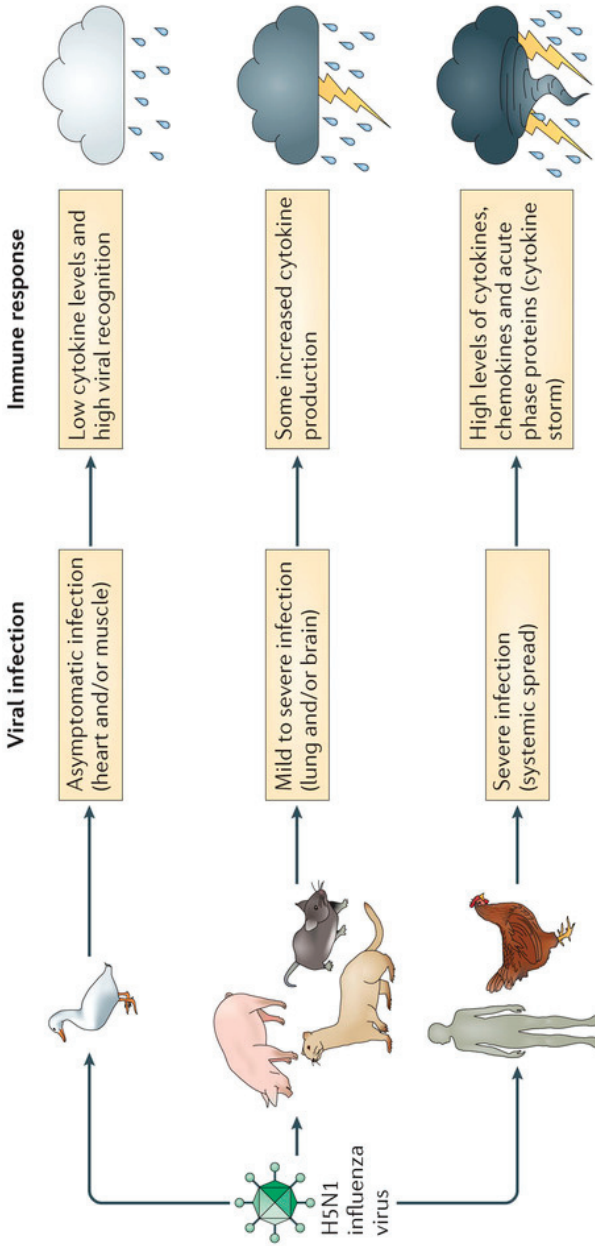 Viral infection
Immune response
H5N1
influenza
virus
Asymptomatic infection
(heart and/or muscle)
Low cytokine levels and
high viral recognition
Mild to severe infection
(lung and/or brain)
Some increased cytokine
production
Severe infection
(systemic spread)
High levels of cytokines,
chemokines and acute
phase proteins (cytokine
storm)